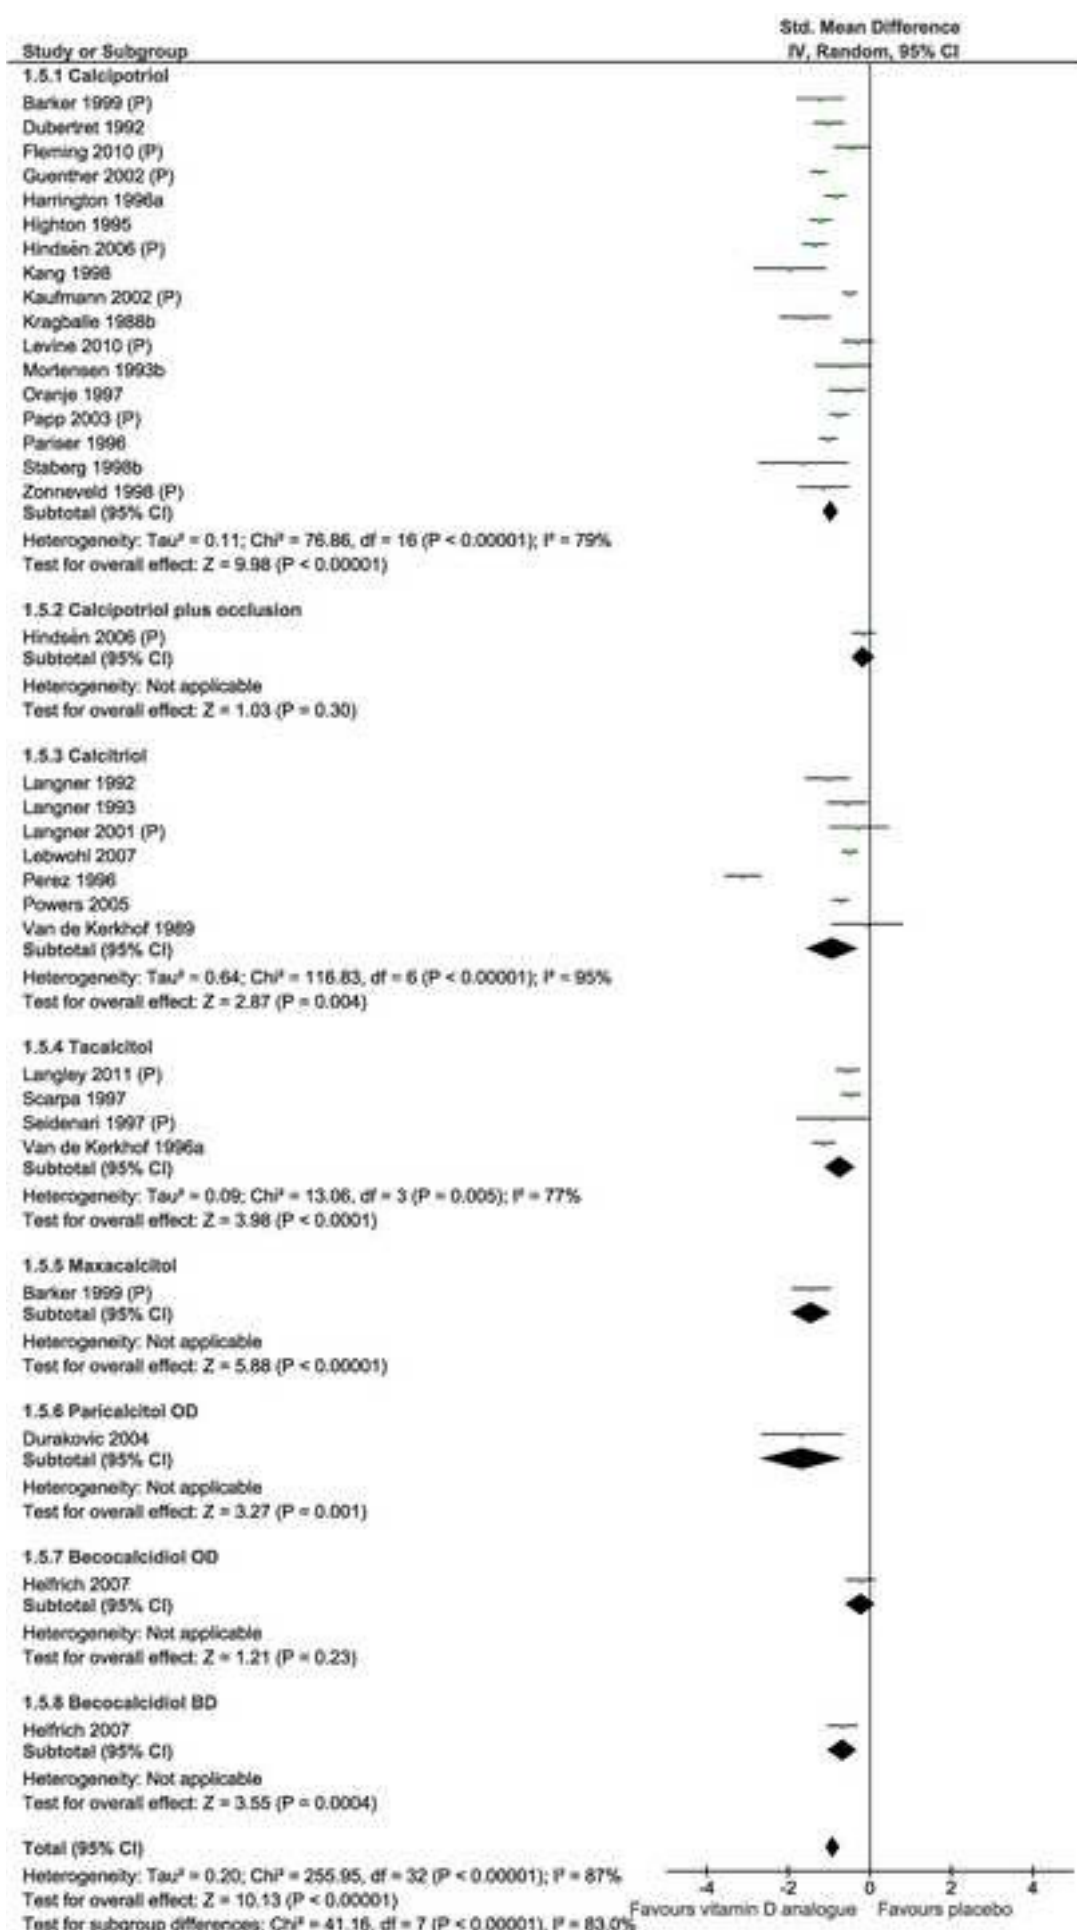 Std. Mean Difference
Study or Subgroup IV, Random, 95% CI
1.5.1 Calcipotriol
Barker 1999 (P)
Dubertret 1992
Fleming 2010 (P)
Guenther 2002 (P)
Harrington 1996a
Highton 1995
Hindsén 2006 (P)
Kang 1998
Kaufmann 2002 (P)
Kragballe 1988b
Levine 2010 (P)
Mortensen 1993b
Oranje 1997
Papp 2003 (P)
Pariser 1996
Staberg 1998b
Zonneveld 1998 (P)
Subtotal (95% CI)
Heterogeneity: Tau² = 0.11; Chi² = 76.86, df = 16 (P < 0.00001); I² = 79%
Test for overall effect: Z = 9.98 (P < 0.00001)
1.5.2 Calcipotriol plus occlusion
Hindsén 2006 (P)
Subtotal (95% CI)
Heterogeneity: Not applicable
Test for overall effect: Z = 1.03 (P = 0.30)
1.5.3 Calcitriol
Langner 1992
Langner 1993
Langner 2001 (P)
Lebwohl 2007
Perez 1996
Powers 2005
Van de Kerkhof 1989
Subtotal (95% CI)
Heterogeneity: Tau² = 0.64; Chi² = 116.83, df = 6 (P < 0.00001); I² = 95%
Test for overall effect: Z = 2.87 (P = 0.004)
1.5.4 Tacalcitol
Langley 2011 (P)
Scarpa 1997
Seidenari 1997 (P)
Van de Kerkhof 1996a
Subtotal (95% CI)
Heterogeneity: Tau² = 0.09; Chi² = 13.06, df = 3 (P = 0.005); I² = 77%
Test for overall effect: Z = 3.98 (P < 0.0001)
1.5.5 Maxacalcitol
Barker 1999 (P)
Subtotal (95% CI)
Heterogeneity: Not applicable
Test for overall effect: Z = 5.88 (P < 0.00001)
1.5.6 Paricalcitol OD
Durakovic 2004
Subtotal (95% CI)
Heterogeneity: Not applicable
Test for overall effect: Z = 3.27 (P = 0.001)
1.5.7 Becocalcidiol OD
Helfrich 2007
Subtotal (95% CI)
Heterogeneity: Not applicable
Test for overall effect: Z = 1.21 (P = 0.23)
1.5.8 Becocalcidiol BD
Helfrich 2007
Subtotal (95% CI)
Heterogeneity: Not applicable
Test for overall effect: Z = 3.55 (P = 0.0004)
Total (95% CI)
Heterogeneity: Tau² = 0.20; Chi² = 255.95, df = 32 (P < 0.00001); I² = 87%
-4 -2 0 2 4
Test for overall effect: Z = 10.13 (P < 0.00001)
Favours vitamin D analogue Favours placebo
Test for subgroup differences: Chi² = 41.16, df = 7 (P < 0.00001), I² = 83.0%